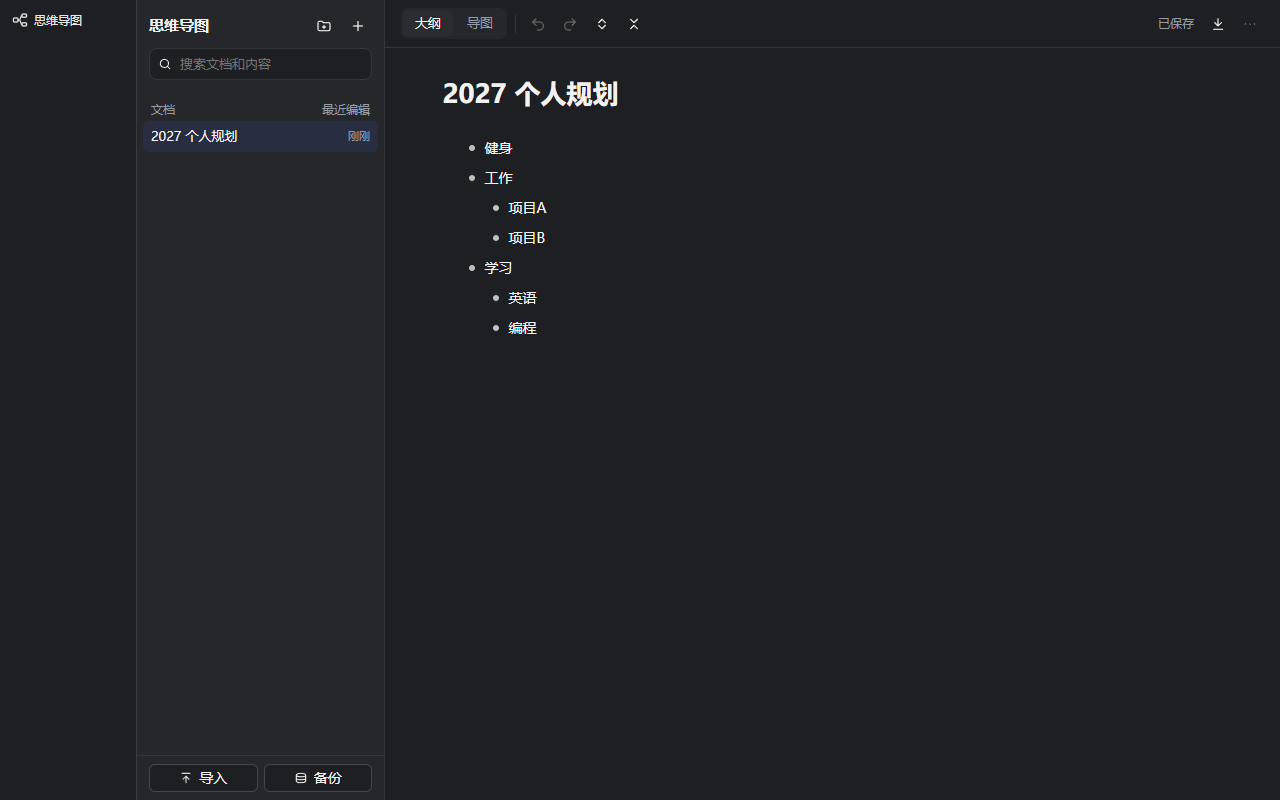 思维导图
思维导图
搜索文档和内容
文档 最近编辑
2027 个人规划 刚刚
导入 备份
大纲 导图 已保存
2027 个人规划
健身
工作
项目A
项目B
学习
英语
编程